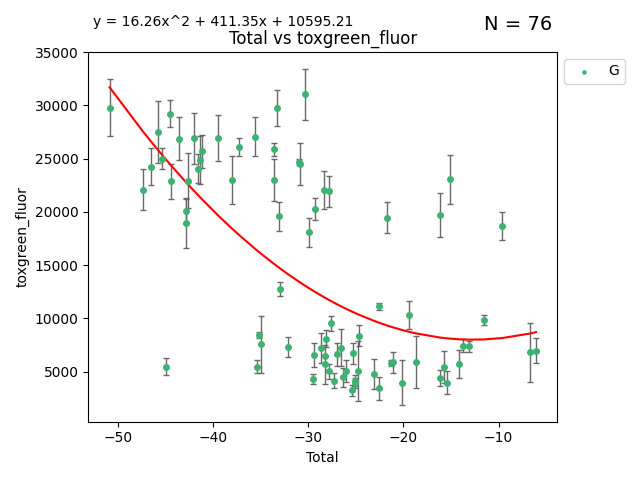 y = 16.26x^2 + 411.35x + 10595.21
N = 76
Total vs toxgreen_fluor
G
toxgreen_fluor
35000
30000
25000
20000
15000
10000
5000
−50
−40
−30
−20
−10
Total